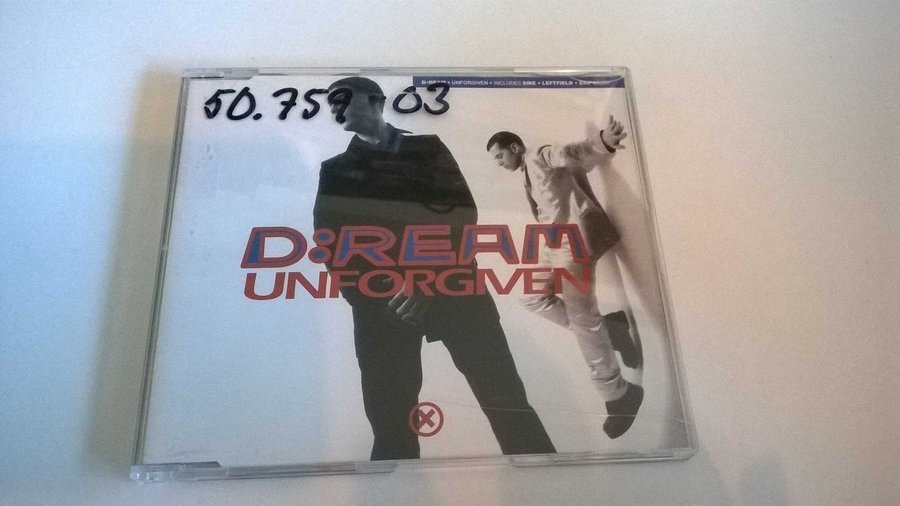 D:REAM • UNFORGIVEN • INCLUDES SINE • LEFTFIELD •
50.759-03
D:REAM
UNFORGIVEN